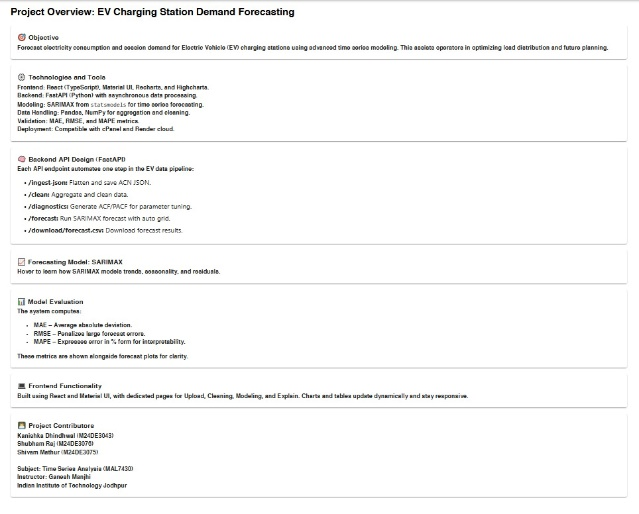 Project Overview: EV Charging Station Demand Forecasting
Objective
Forecast electricity consumption and session demand for Electric Vehicle (EV) charging stations using advanced time series modeling. This assists operators in optimizing load distribution and future planning.
Technologies and Tools
Frontend: React (TypeScript), Material UI, Recharts, and Highcharts.
Backend: FastAPI (Python) with asynchronous data processing.
Modeling: SARIMAX from statsmodels for time series forecasting.
Data Handling: Pandas, NumPy for aggregation and cleaning.
Validation: MAE, RMSE, and MAPE metrics.
Deployment: Compatible with cPanel and Render cloud.
Backend API Design (FastAPI)
Each API endpoint automates one step in the EV data pipeline:
• /ingest-json: Flatten and save ACN JSON.
• /clean: Aggregate and clean data.
• /diagnostics: Generate ACF/PACF for parameter tuning.
• /forecast: Run SARIMAX forecast with auto grid.
• /download/forecast.csv: Download forecast results.
Forecasting Model: SARIMAX
Hover to learn how SARIMAX models trends, seasonality, and residuals.
Model Evaluation
The system computes:
• MAE – Average absolute deviation.
• RMSE – Penalizes large forecast errors.
• MAPE – Expresses error in % form for interpretability.
These metrics are shown alongside forecast plots for clarity.
Frontend Functionality
Built using React and Material UI, with dedicated pages for Upload, Cleaning, Modeling, and Explain. Charts and tables update dynamically and stay responsive.
Project Contributors
Kanishka Dhindhwal (M24DE3043)
Shubham Raj (M24DE3076)
Shivam Mathur (M24DE3075)
Subject: Time Series Analysis (MAL7430)
Instructor: Ganesh Manjhi
Indian Institute of Technology Jodhpur